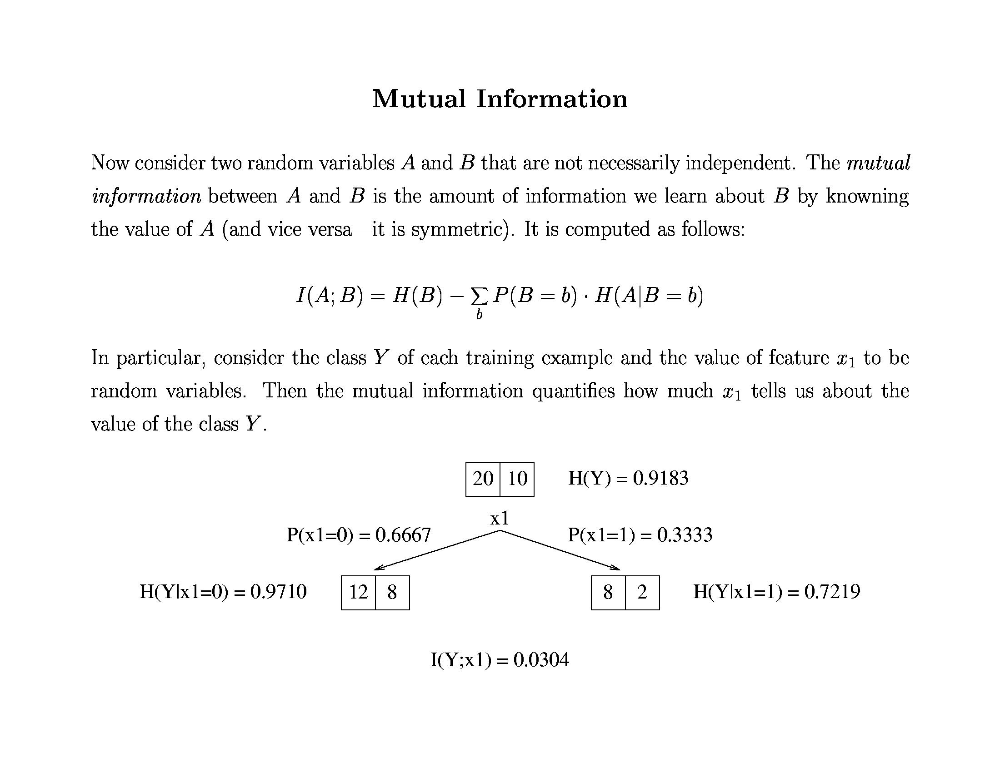 Mutual Information
Now consider two random variables A and B that are not necessarily independent. The mutual
information between A and B is the amount of information we learn about B by knowning
the value of A (and vice versa—it is symmetric). It is computed as follows:
I(A; B) = H(B) − ∑ P(B = b) · H(A|B = b)
b
In particular, consider the class Y of each training example and the value of feature x₁ to be
random variables. Then the mutual information quantifies how much x₁ tells us about the
value of the class Y.
20 10 H(Y) = 0.9183
x1
P(x1=0) = 0.6667 P(x1=1) = 0.3333
H(Y|x1=0) = 0.9710 12 8 8 2 H(Y|x1=1) = 0.7219
I(Y;x1) = 0.0304